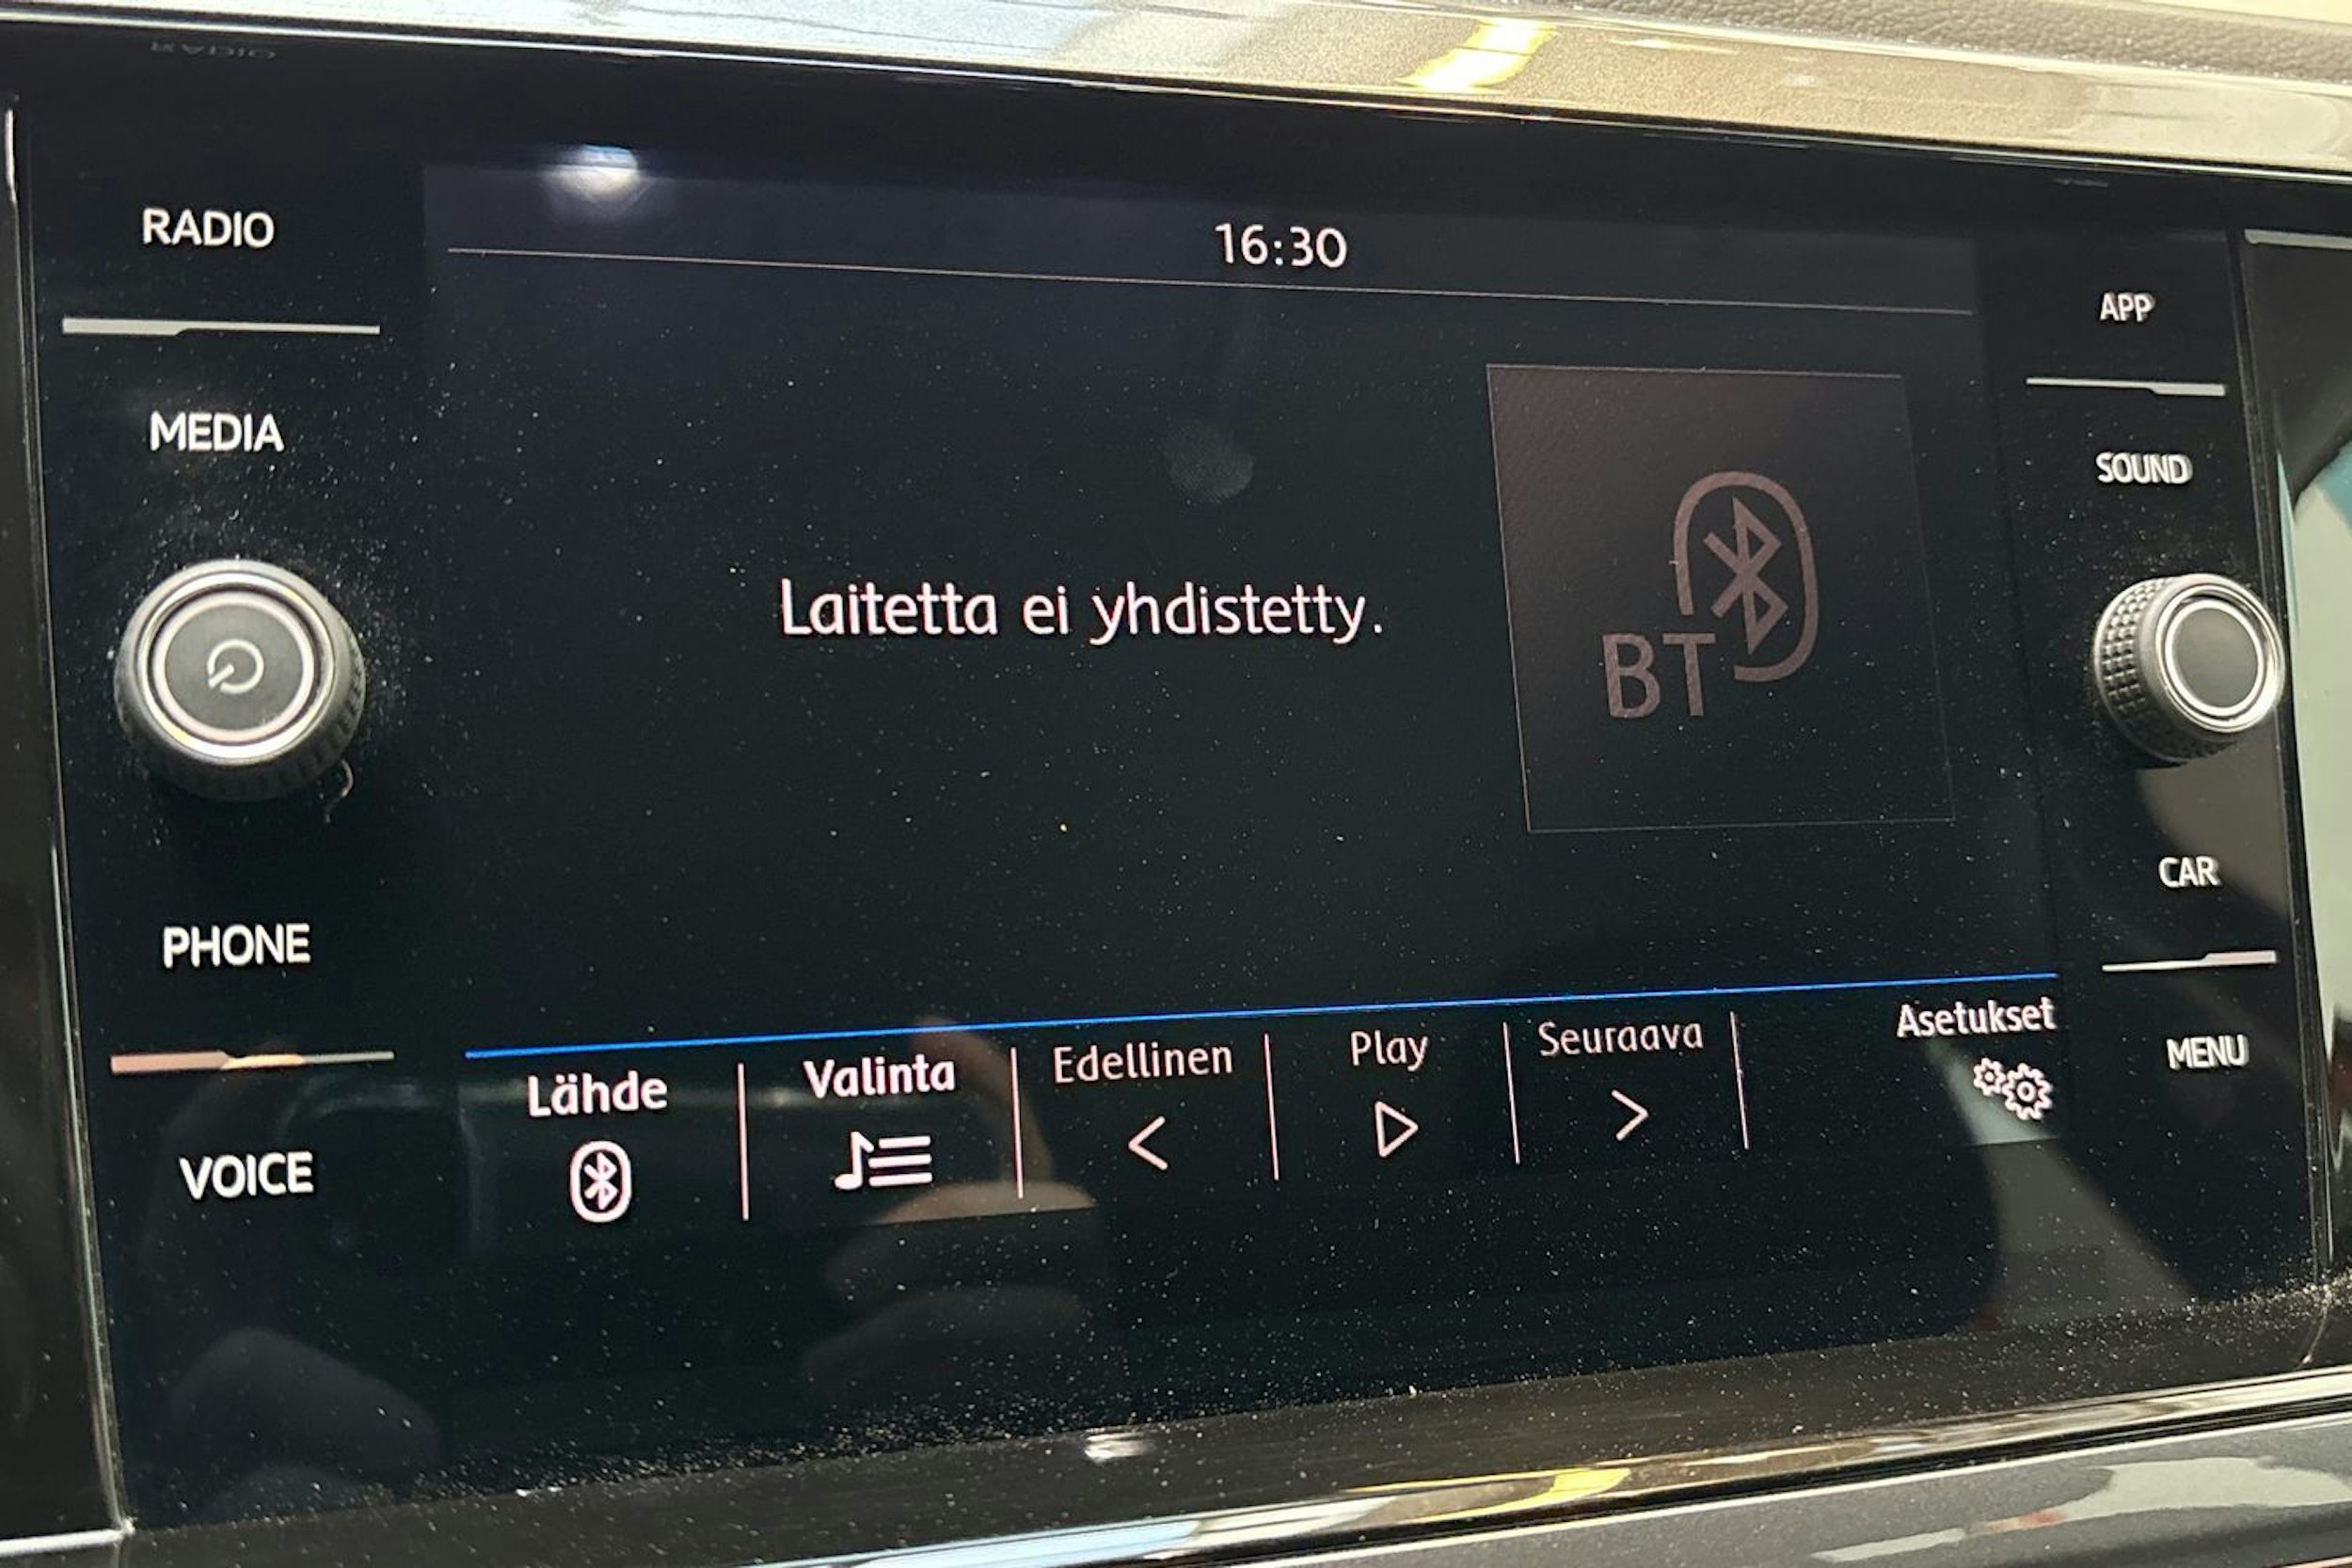 RADIO
MEDIA
PHONE
VOICE
16:30
Laitetta ei yhdistetty.
BT
Lähde
Valinta
Edellinen
Play
Seuraava
Asetukset
APP
SOUND
CAR
MENU